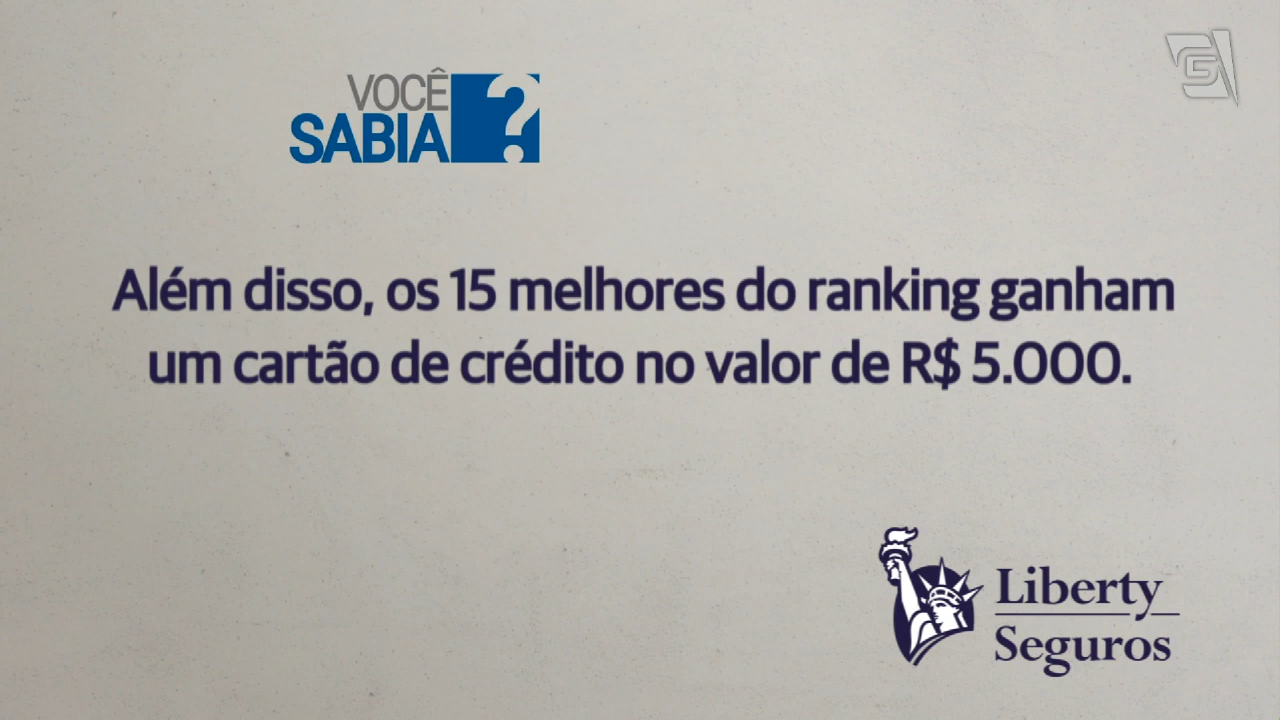 VOCÊ
SABIA?
Além disso, os 15 melhores do ranking ganham
um cartão de crédito no valor de R$ 5.000.
Liberty
Seguros